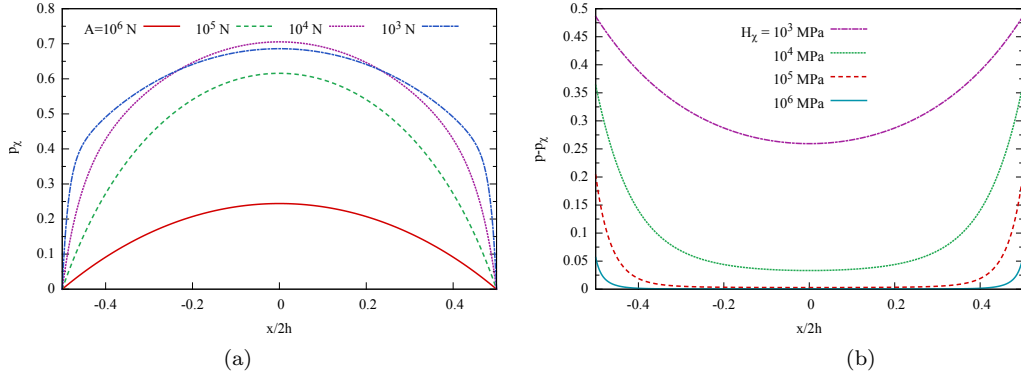 A=10⁶ N 10⁵ N 10⁴ N 10³ N
0.8
0.7
0.6
0.5
0.4
0.3
0.2
0.1
0
pχ
-0.4 -0.2 0 0.2 0.4
x/2h
(a)
Hχ = 10³ MPa
10⁴ MPa
10⁵ MPa
10⁶ MPa
0.5
0.45
0.4
0.35
0.3
0.25
0.2
0.15
0.1
0.05
0
p-pχ
-0.4 -0.2 0 0.2 0.4
x/2h
(b)